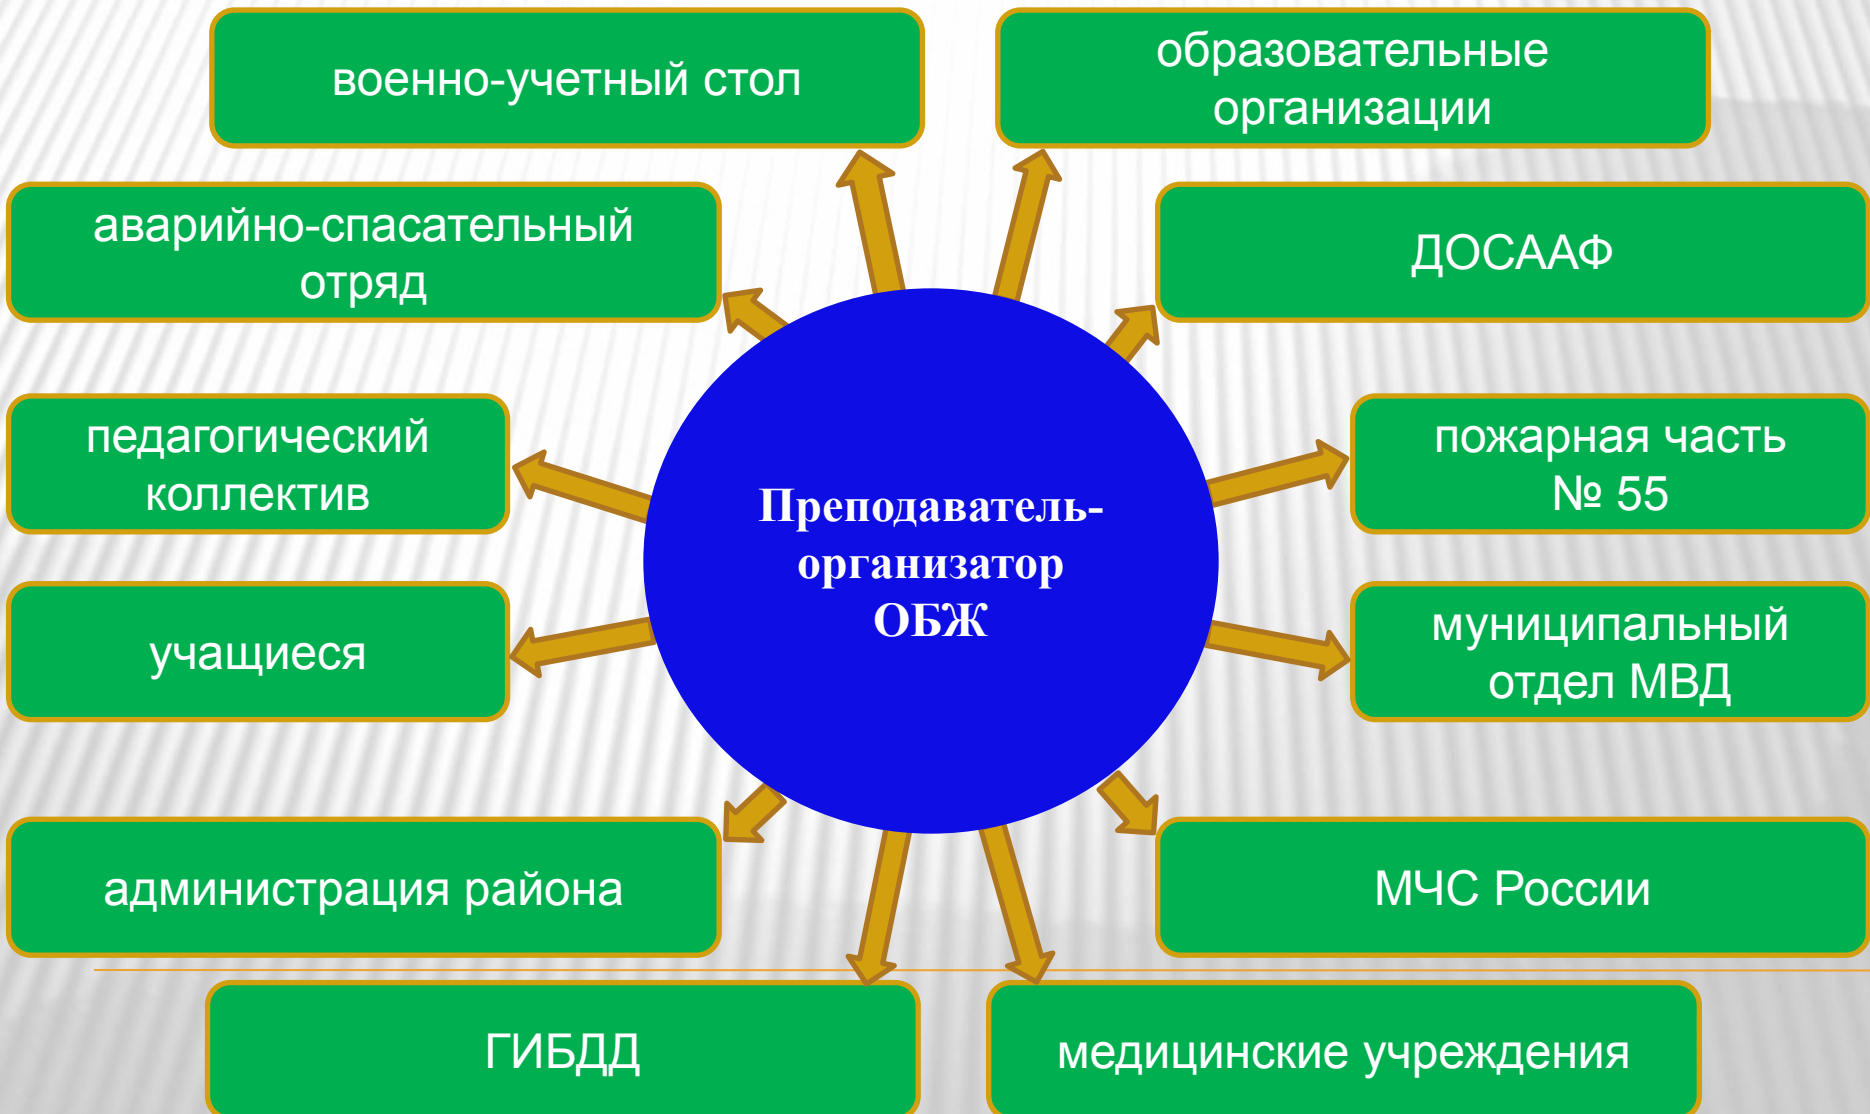 военно-учетный стол
образовательные
организации
аварийно-спасательный
отряд
ДОСААФ
педагогический
коллектив
пожарная часть
№ 55
Преподаватель-
организатор
ОБЖ
учащиеся
муниципальный
отдел МВД
администрация района
МЧС России
ГИБДД
медицинские учреждения